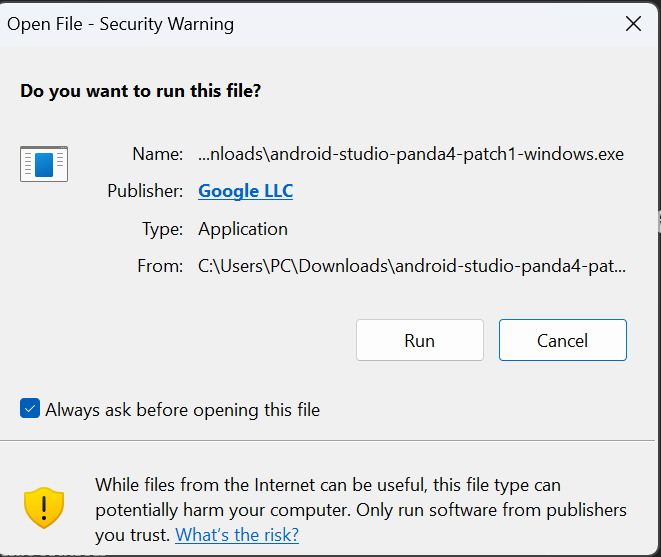 Open File - Security Warning
Do you want to run this file?
Name: ...nloads\android-studio-panda4-patch1-windows.exe
Publisher: Google LLC
Type: Application
From: C:\Users\PC\Downloads\android-studio-panda4-pat...
Run Cancel
Always ask before opening this file
While files from the Internet can be useful, this file type can
potentially harm your computer. Only run software from publishers
you trust. What's the risk?